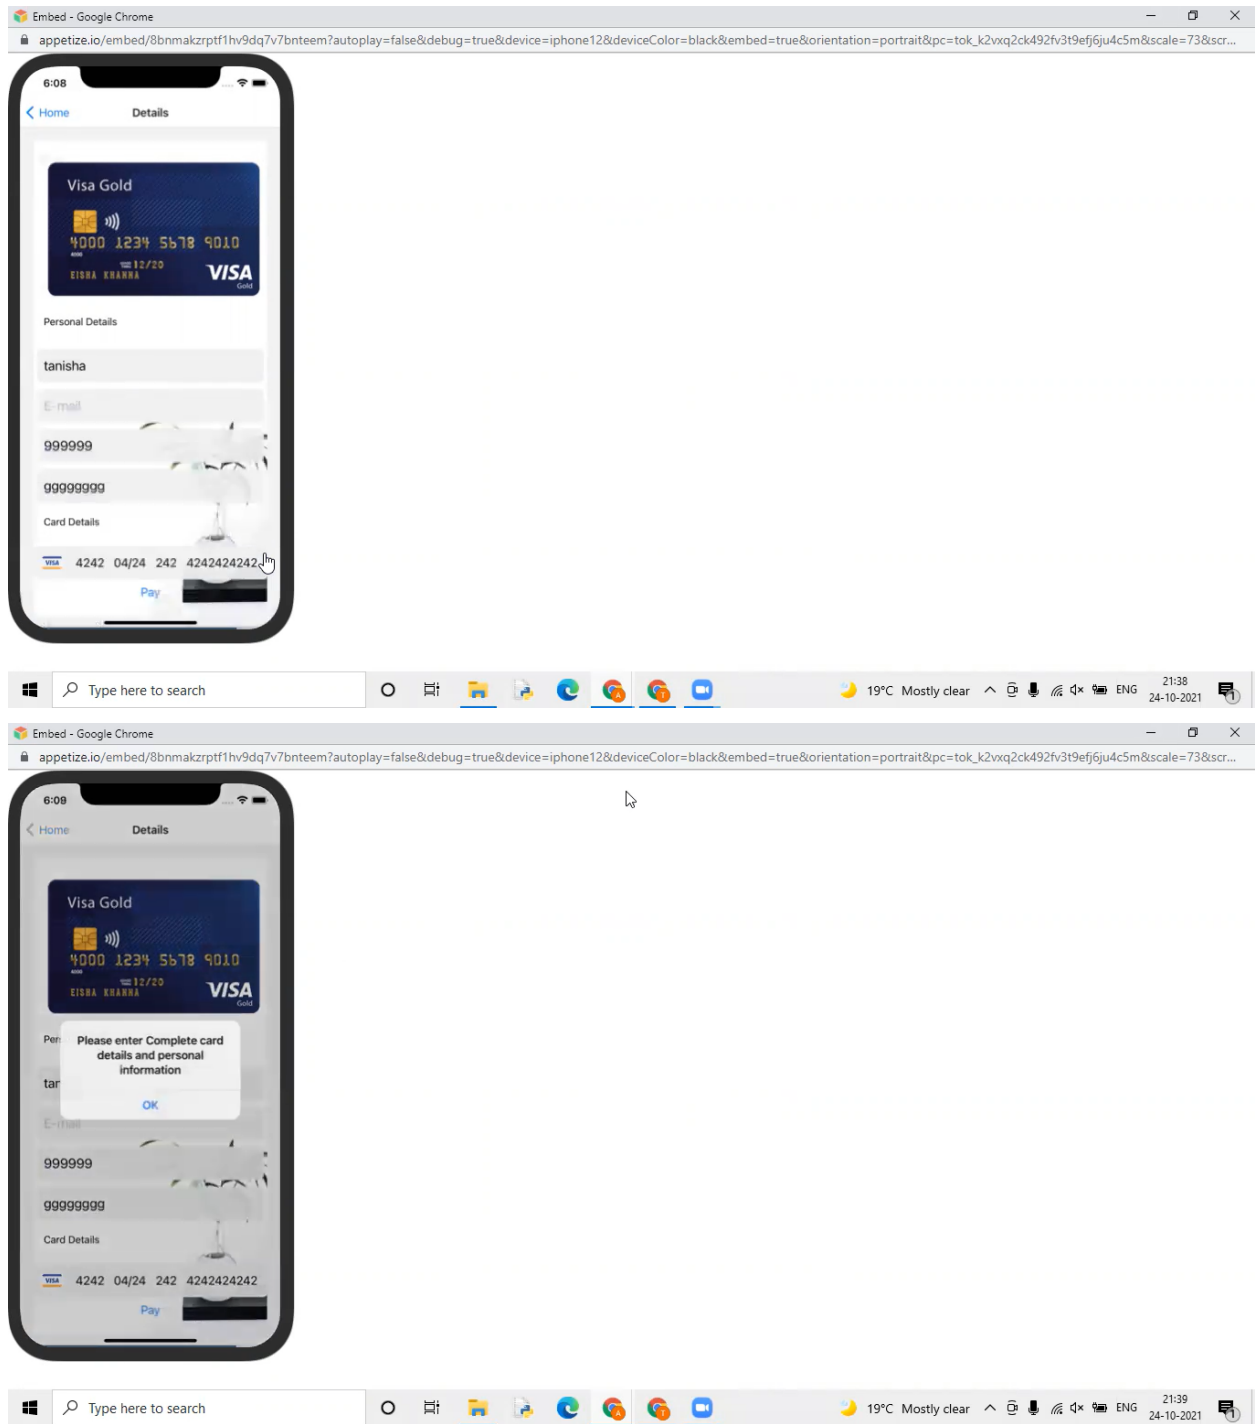 Embed - Google Chrome
appetize.io/embed/8bnmakzrptf1hv9dq7v7bnteem?autoplay=false&debug=true&device=iphone12&deviceColor=black&embed=true&orientation=portrait&pc=tok_k2vxq2ck492fv3t9efj6ju4c5m&scale=73&scr...
6:08
Home Details
Visa Gold
4000 1234 5678 9010
4000
12/20
EISHA KHANNA VISA
Gold
Personal Details
tanisha
E-mail
999999
gggggggg
Card Details
VISA 4242 04/24 242 4242424242
Pay
Type here to search 19°C Mostly clear ENG 21:38
24-10-2021
1
Embed - Google Chrome
appetize.io/embed/8bnmakzrptf1hv9dq7v7bnteem?autoplay=false&debug=true&device=iphone12&deviceColor=black&embed=true&orientation=portrait&pc=tok_k2vxq2ck492fv3t9efj6ju4c5m&scale=73&scr...
6:09
Home Details
Visa Gold
4000 1234 5678 9010
4000
12/20
EISHA KHANNA VISA
Gold
Per
Please enter Complete card
details and personal
information
tar
OK
E-mail
999999
gggggggg
Card Details
VISA 4242 04/24 242 4242424242
Pay
Type here to search 19°C Mostly clear ENG 21:39
24-10-2021
1